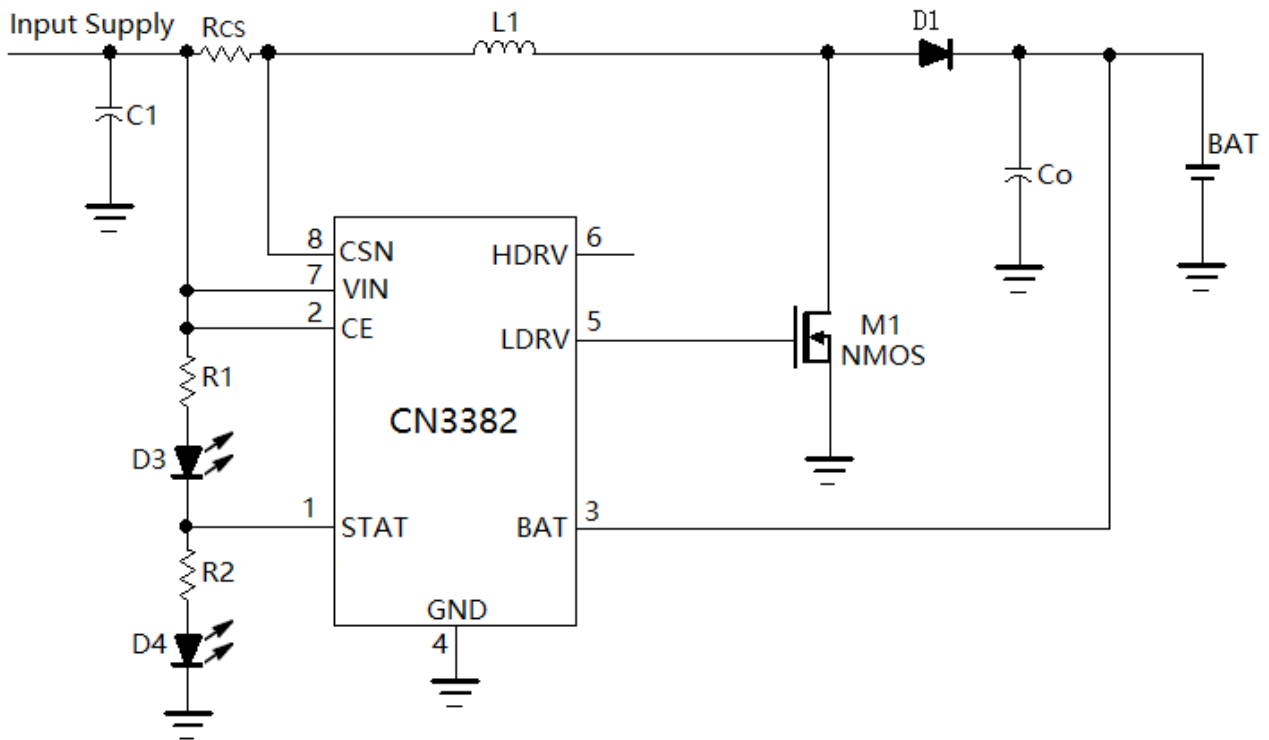 Input Supply
RCS
L1
D1
C1
Co
BAT
8
CSN
HDRV
6
7
VIN
2
CE
LDRV
5
M1
NMOS
R1
CN3382
D3
1
STAT
BAT
3
R2
GND
4
D4